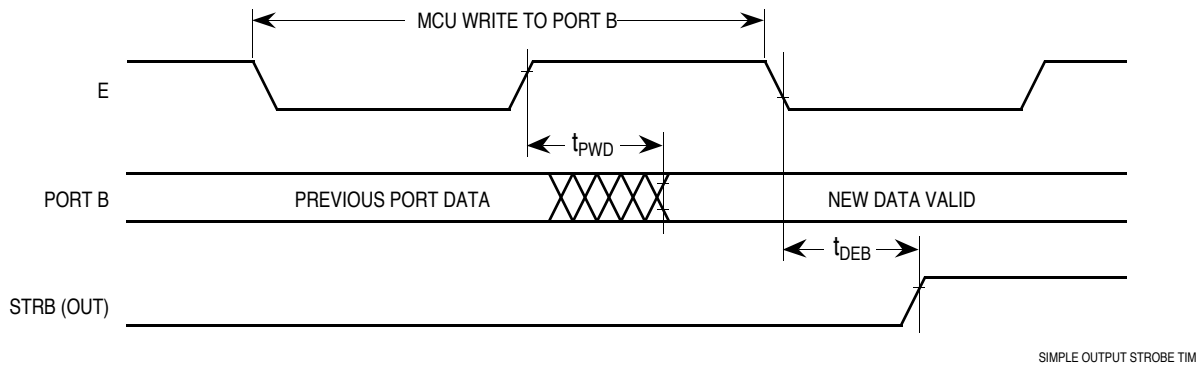 MCU WRITE TO PORT B
E
tPWD
PORT B
PREVIOUS PORT DATA
NEW DATA VALID
tDEB
STRB (OUT)
SIMPLE OUTPUT STROBE TIM